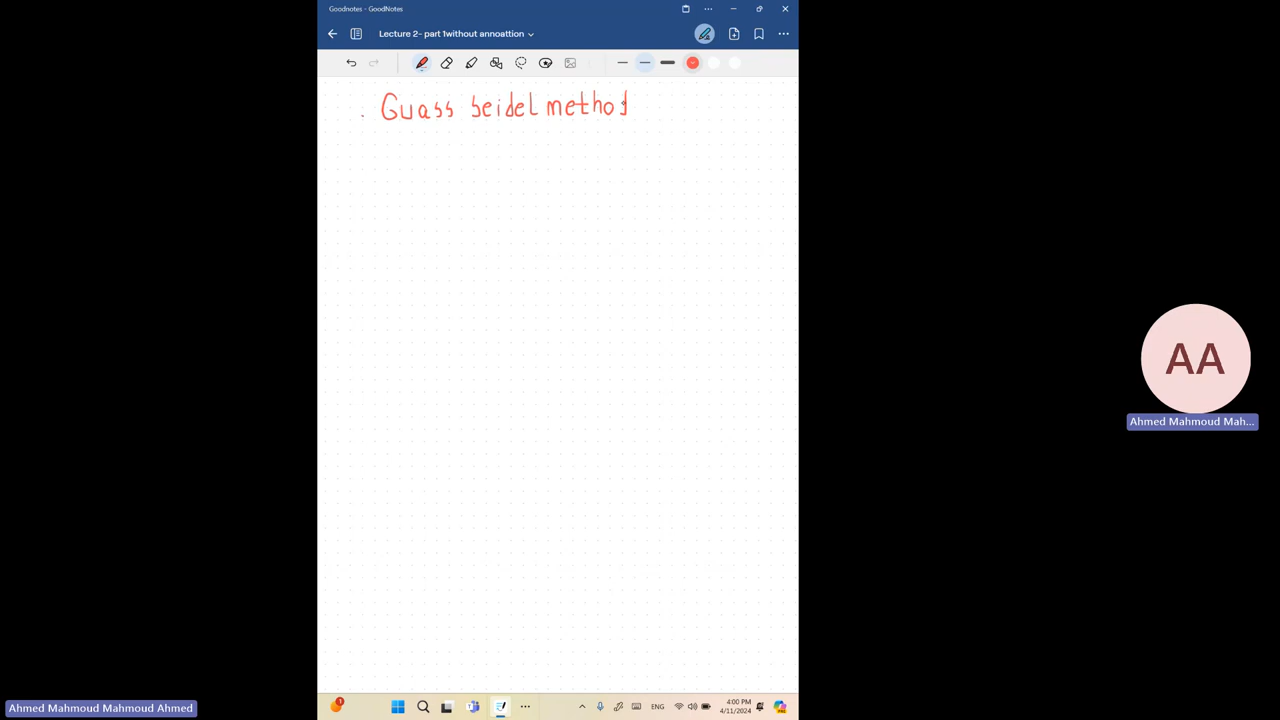 Goodnotes - GoodNotes
Lecture 2- part 1without annoattion
Guass Seidel method
AA
Ahmed Mahmoud Mah...
1
ENG
4:00 PM
4/11/2024
Ahmed Mahmoud Mahmoud Ahmed